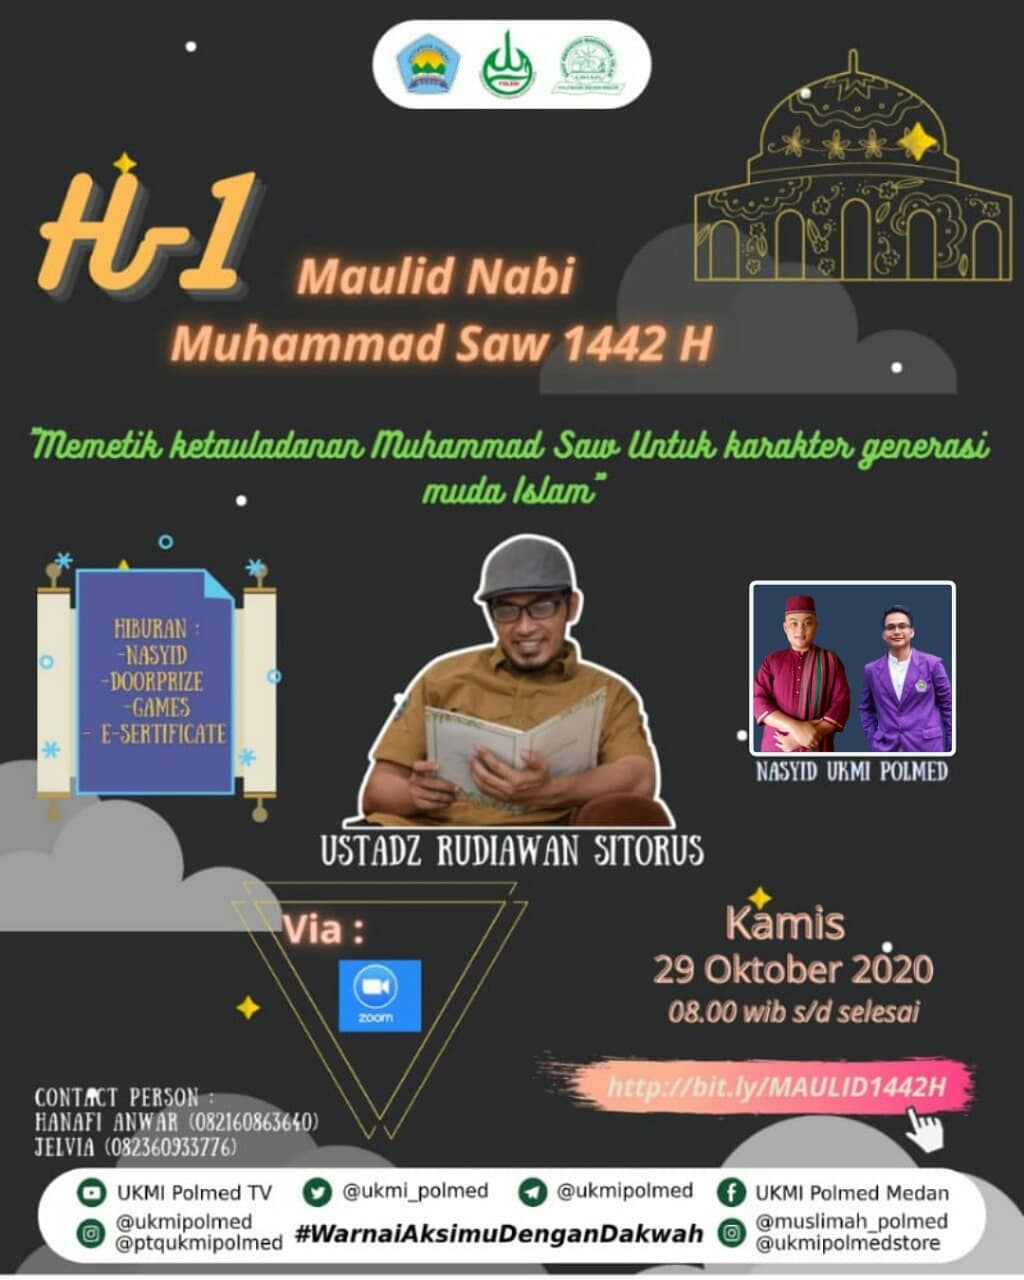 H-1
Maulid Nabi
Muhammad Saw 1442 H
"Memetik ketauladanan Muhammad Saw Untuk karakter generasi
muda Islam"
HIBURAN :
-NASYID
-DOORPRIZE
-GAMES
- E-SERTIFICATE
NASYID UKMI POLMED
USTADZ RUDIAWAN SITORUS
Via :
zoom
Kamis
29 Oktober 2020
08.00 wib s/d selesai
http://bit.ly/MAULID1442H
CONTACT PERSON :
HANAFI ANWAR (082160863640)
JELVIA (082360933776)
UKMI Polmed TV
@ukmi_polmed
@ukmipolmed
UKMI Polmed Medan
@ukmipolmed
@ptqukmipolmed
#WarnaiAksimuDenganDakwah
@muslimah_polmed
@ukmipolmedstore